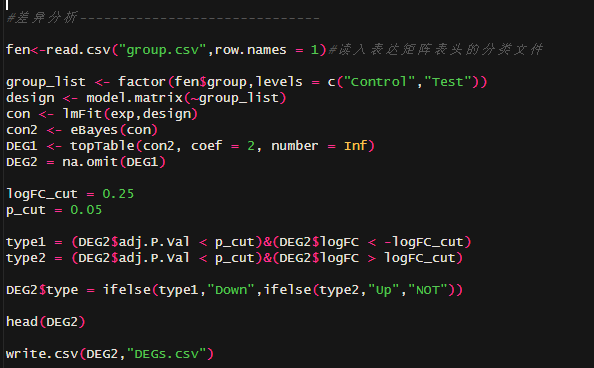 #差异分析------------------------------
fen<-read.csv("group.csv",row.names = 1)#读入表达矩阵表头的分类文件
group_list <- factor(fen$group,levels = c("Control","Test"))
design <- model.matrix(~group_list)
con <- lmFit(exp,design)
con2 <- eBayes(con)
DEG1 <- topTable(con2, coef = 2, number = Inf)
DEG2 = na.omit(DEG1)
logFC_cut = 0.25
p_cut = 0.05
type1 = (DEG2$adj.P.Val < p_cut)&(DEG2$logFC < -logFC_cut)
type2 = (DEG2$adj.P.Val < p_cut)&(DEG2$logFC > logFC_cut)
DEG2$type = ifelse(type1,"Down",ifelse(type2,"Up","NOT"))
head(DEG2)
write.csv(DEG2,"DEGs.csv")